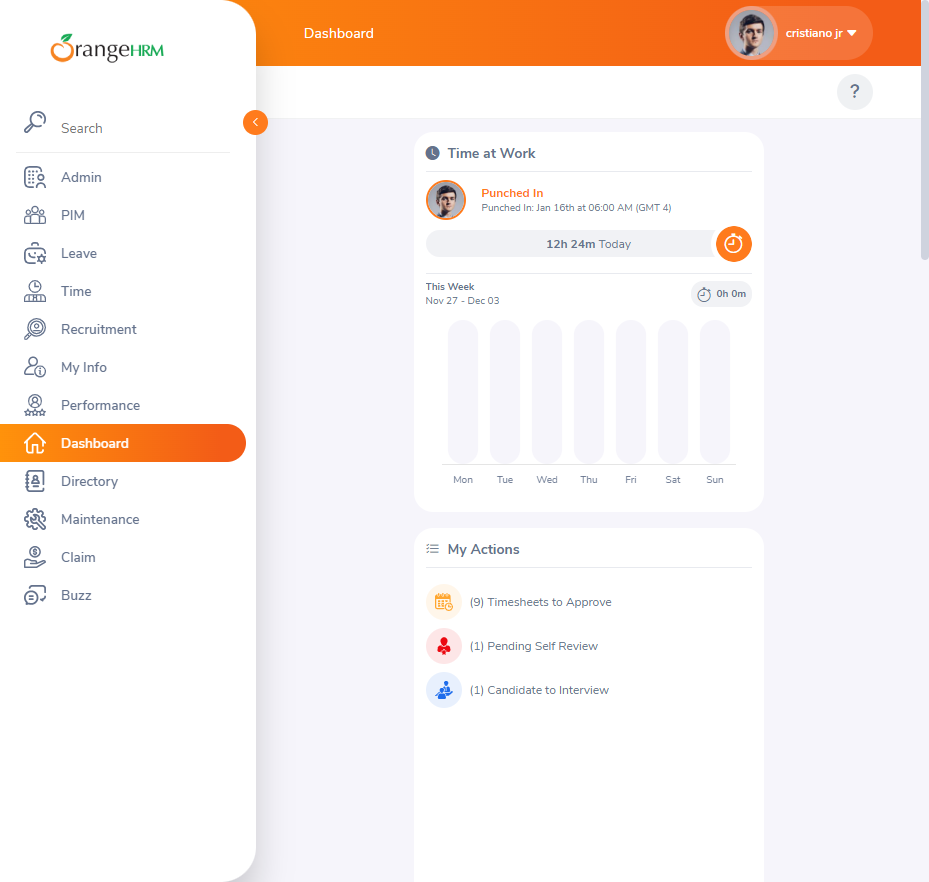 OrangeHRM
Dashboard
cristiano jr
?
Search
Admin
PIM
Leave
Time
Recruitment
My Info
Performance
Dashboard
Directory
Maintenance
Claim
Buzz
Time at Work
Punched In
Punched In: Jan 16th at 06:00 AM (GMT 4)
12h 24m Today
This Week
Nov 27 - Dec 03
0h 0m
Mon Tue Wed Thu Fri Sat Sun
My Actions
(9) Timesheets to Approve
(1) Pending Self Review
(1) Candidate to Interview